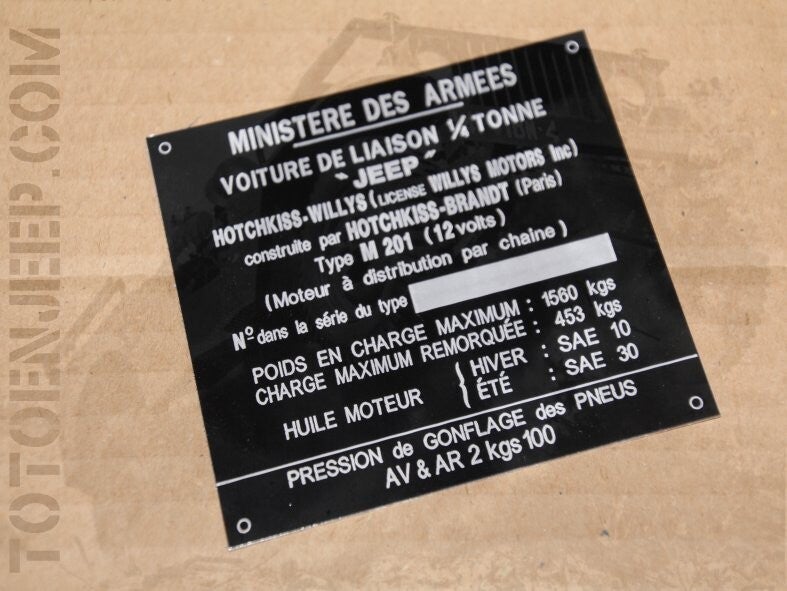 MINISTERE DES ARMEES
VOITURE DE LIAISON ¼ TONNE
"JEEP"
HOTCHKISS-WILLYS (LICENSE WILLYS MOTORS Inc)
construite par HOTCHKISS-BRANDT (Paris)
Type M 201 (12 volts)
(Moteur à distribution par chaine)
Nº dans la série du type
POIDS EN CHARGE MAXIMUM : 1560 kgs
CHARGE MAXIMUM REMORQUÉE : 453 kgs
HUILE MOTEUR { HIVER : SAE 10
ÉTÉ : SAE 30
PRESSION de GONFLAGE des PNEUS
AV & AR 2 kgs 100
TOTOENJEEP.COM